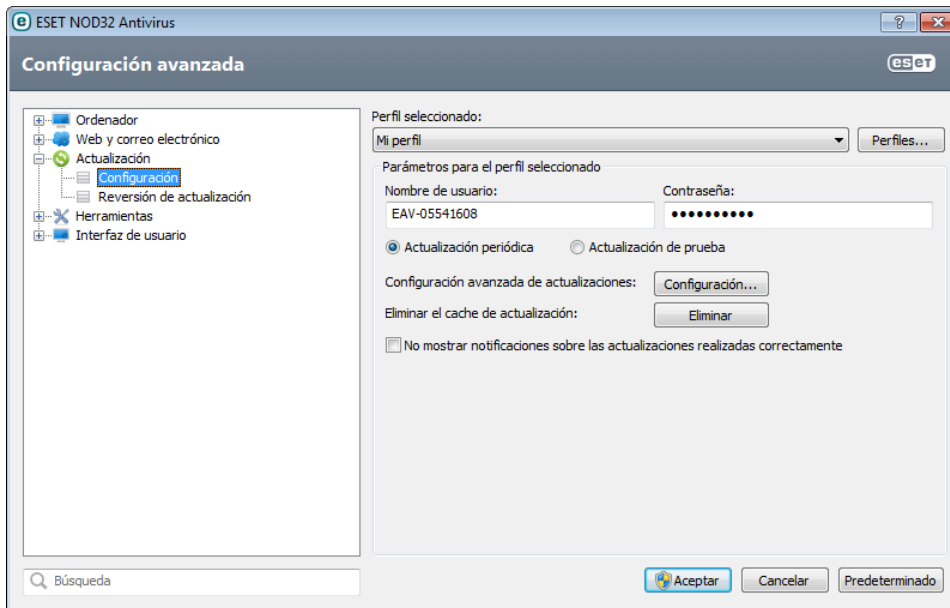 ESET NOD32 Antivirus
Configuración avanzada
eset
Ordenador
Web y correo electrónico
Actualización
Configuración
Reversión de actualización
Herramientas
Interfaz de usuario
Búsqueda
Perfil seleccionado:
Mi perfil
Perfiles...
Parámetros para el perfil seleccionado
Nombre de usuario: Contraseña:
EAV-05541608 ●●●●●●●●●●
Actualización periódica Actualización de prueba
Configuración avanzada de actualizaciones: Configuración...
Eliminar el cache de actualización: Eliminar
No mostrar notificaciones sobre las actualizaciones realizadas correctamente
Aceptar Cancelar Predeterminado